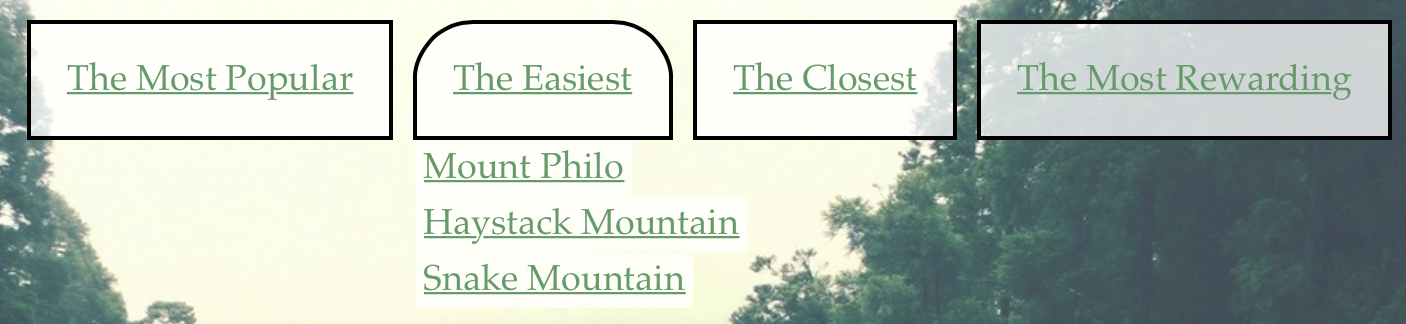 The Most Popular
The Easiest
The Closest
The Most Rewarding
Mount Philo
Haystack Mountain
Snake Mountain